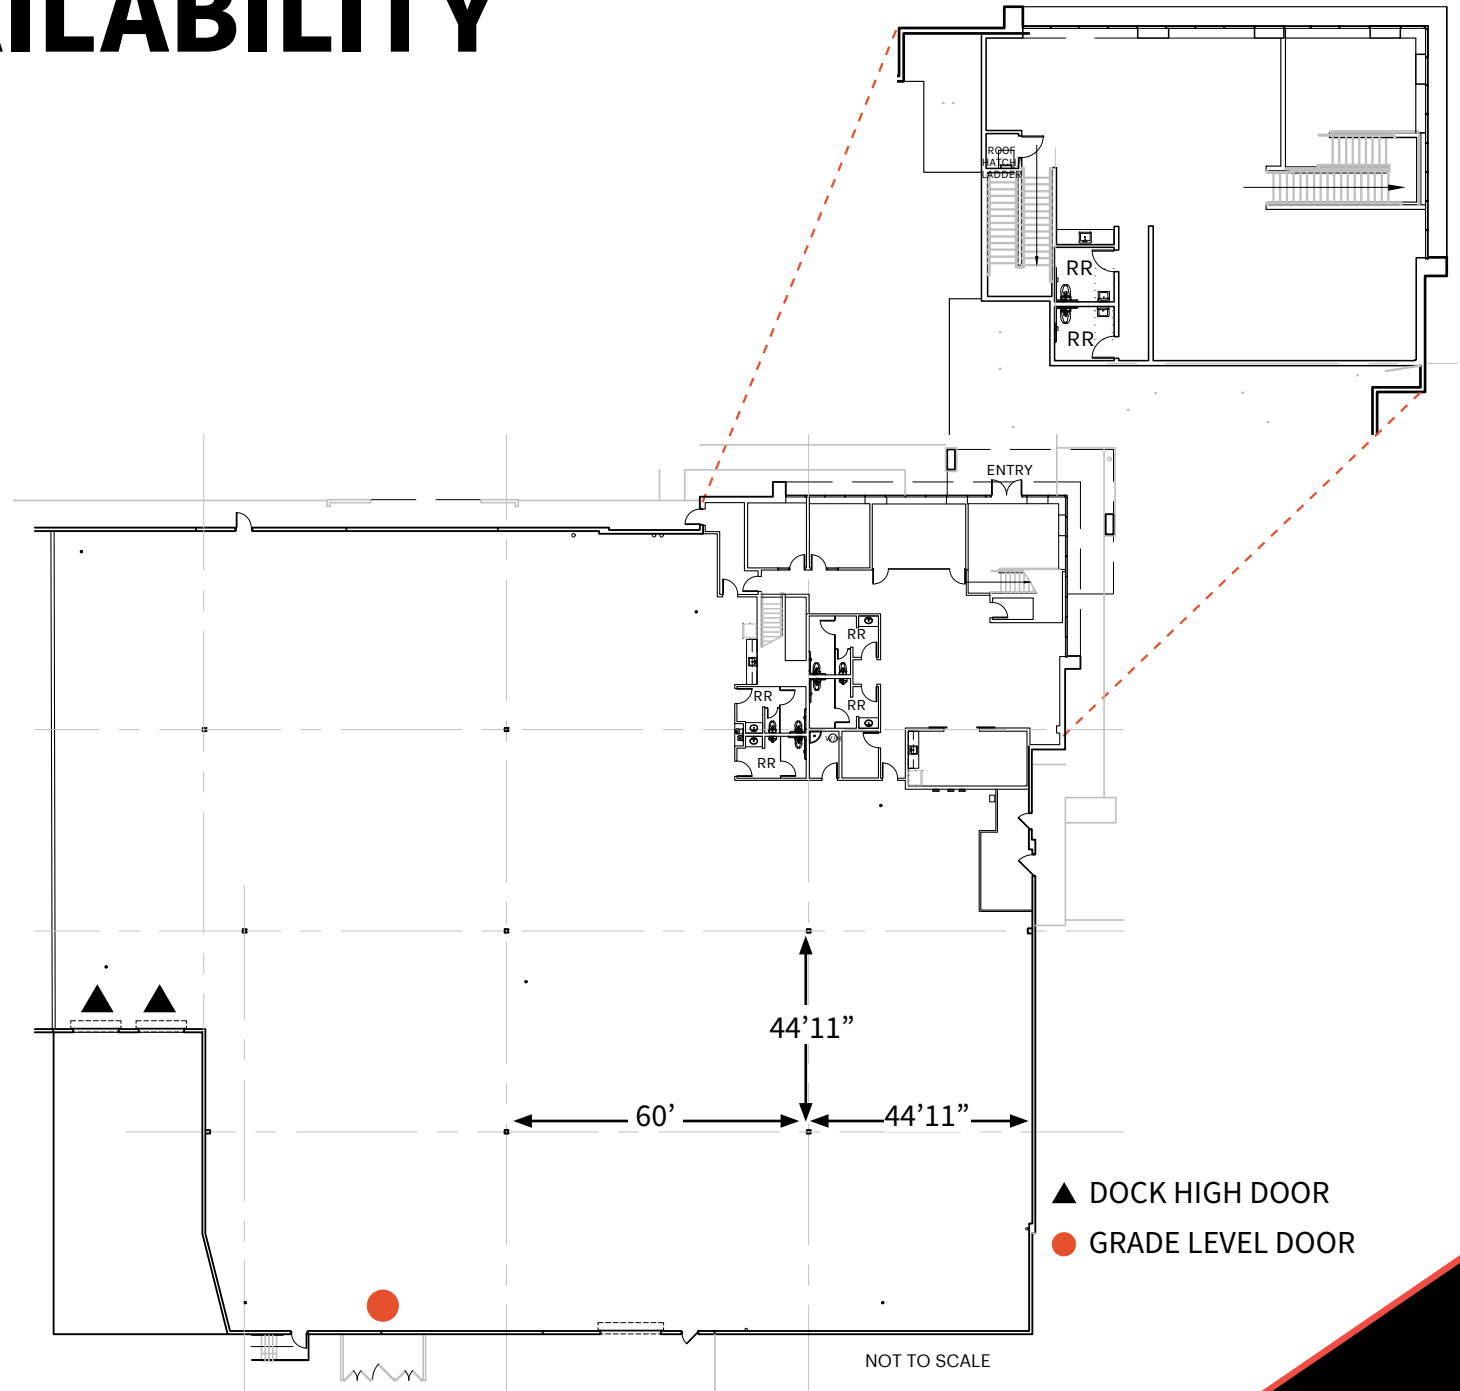 AILABILITY
ROOF
HATCH
LADDER
RR
RR
ENTRY
RR
RR
RR
RR
44’11”
60’
44’11”
DOCK HIGH DOOR
GRADE LEVEL DOOR
NOT TO SCALE